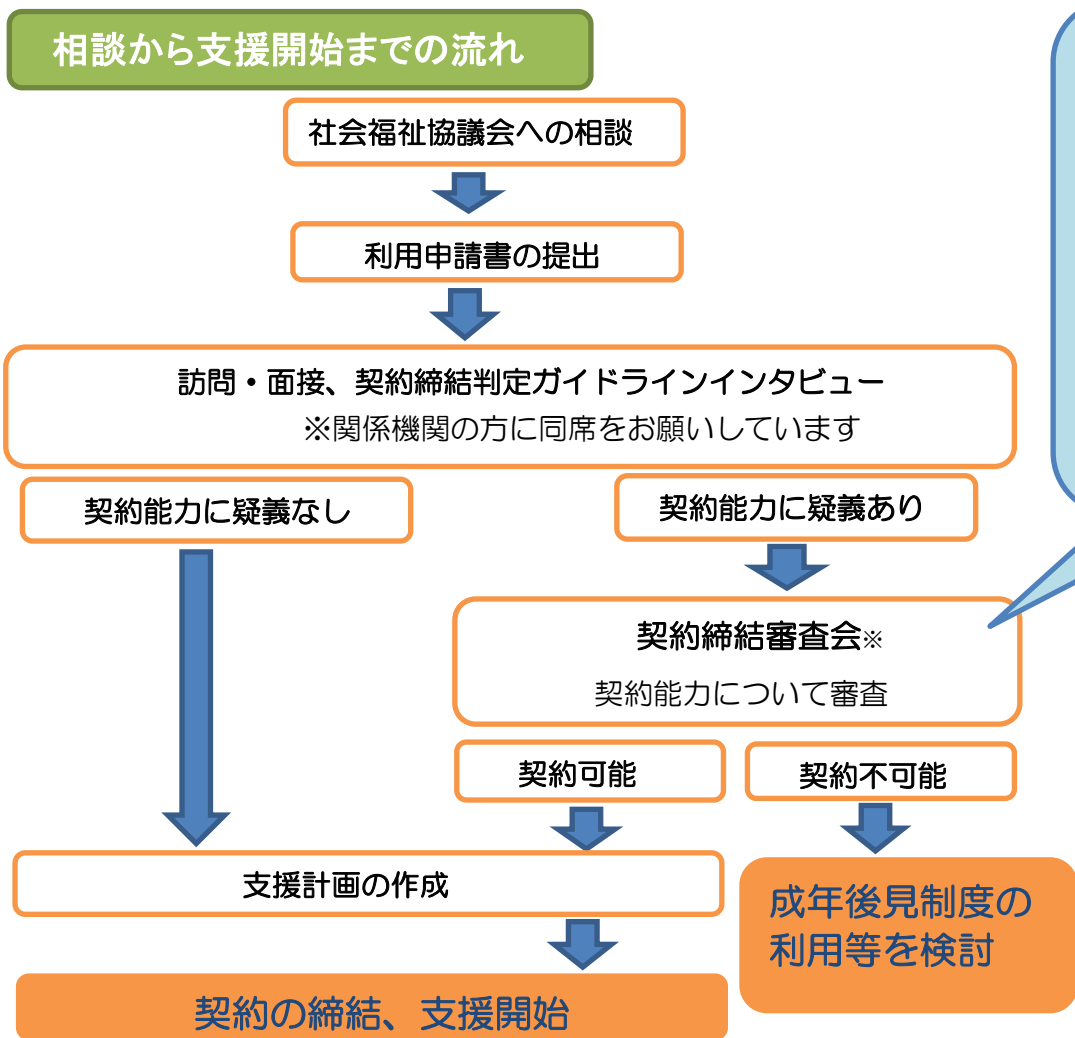 相談から支援開始までの流れ
社会福祉協議会への相談
利用申請書の提出
訪問・面接、契約締結判定ガイドラインインタビュー
※関係機関の方に同席をお願いしています
契約能力に疑義なし
契約能力に疑義あり
契約締結審査会※
契約能力について審査
契約可能
契約不可能
支援計画の作成
成年後見制度の
利用等を検討
契約の締結、支援開始